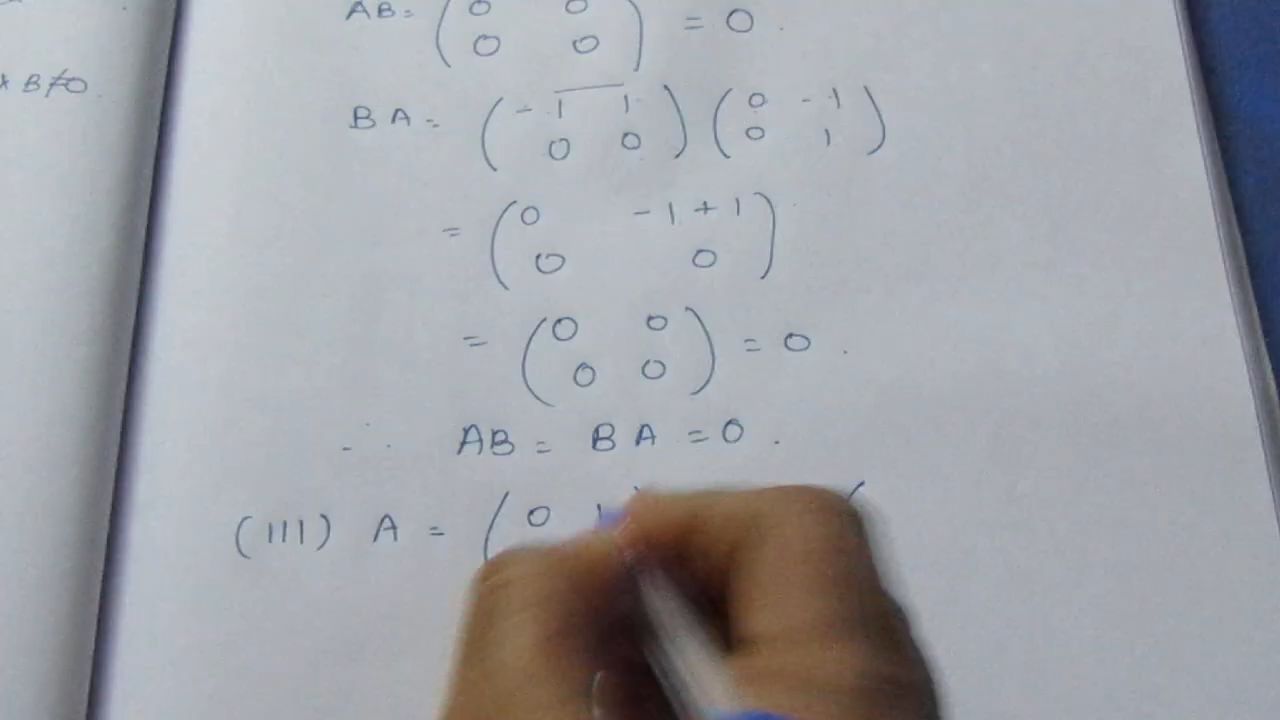 AB = ( 0 0
0 0 ) = 0 .
B ≠ 0 .
BA = ( -1 1
0 0 ) ( 0 -1
0 1 )
= ( 0 -1 + 1
0 0 )
= ( 0 0
0 0 ) = 0 .
∴ AB = BA = 0 .
(III) A = ( 0 1